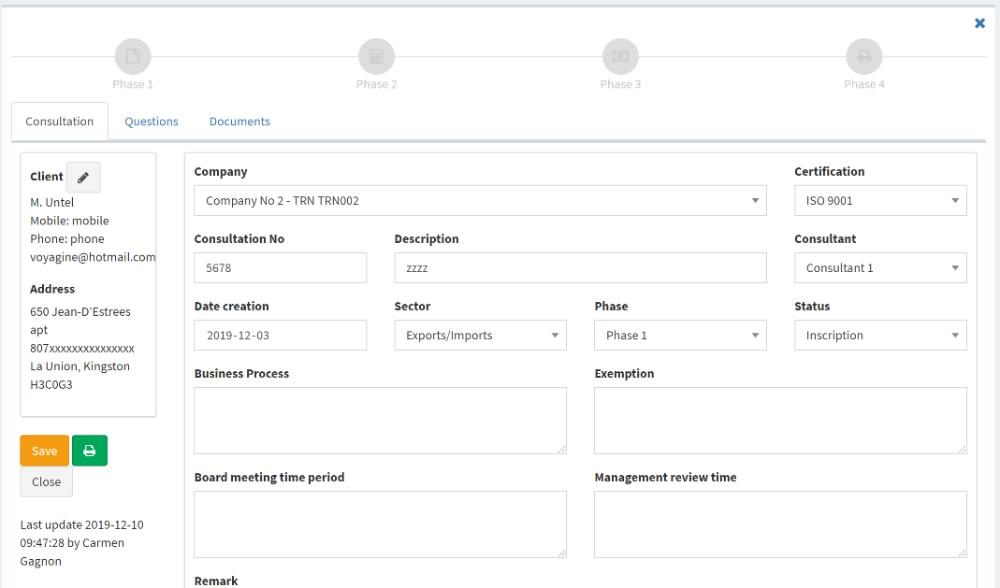 Phase 1
Phase 2
Phase 3
Phase 4
Consultation
Questions
Documents
Client
M. Untel
Mobile: mobile
Phone: phone
voyagine@hotmail.com
Address
650 Jean-D'Estrees
apt
807xxxxxxxxxxxxxxx
La Union, Kingston
H3C0G3
Save
Close
Last update 2019-12-10
09:47:28 by Carmen
Gagnon
Company
Certification
Company No 2 - TRN TRN002
ISO 9001
Consultation No
Description
Consultant
5678
zzzz
Consultant 1
Date creation
Sector
Phase
Status
2019-12-03
Exports/Imports
Phase 1
Inscription
Business Process
Exemption
Board meeting time period
Management review time
Remark